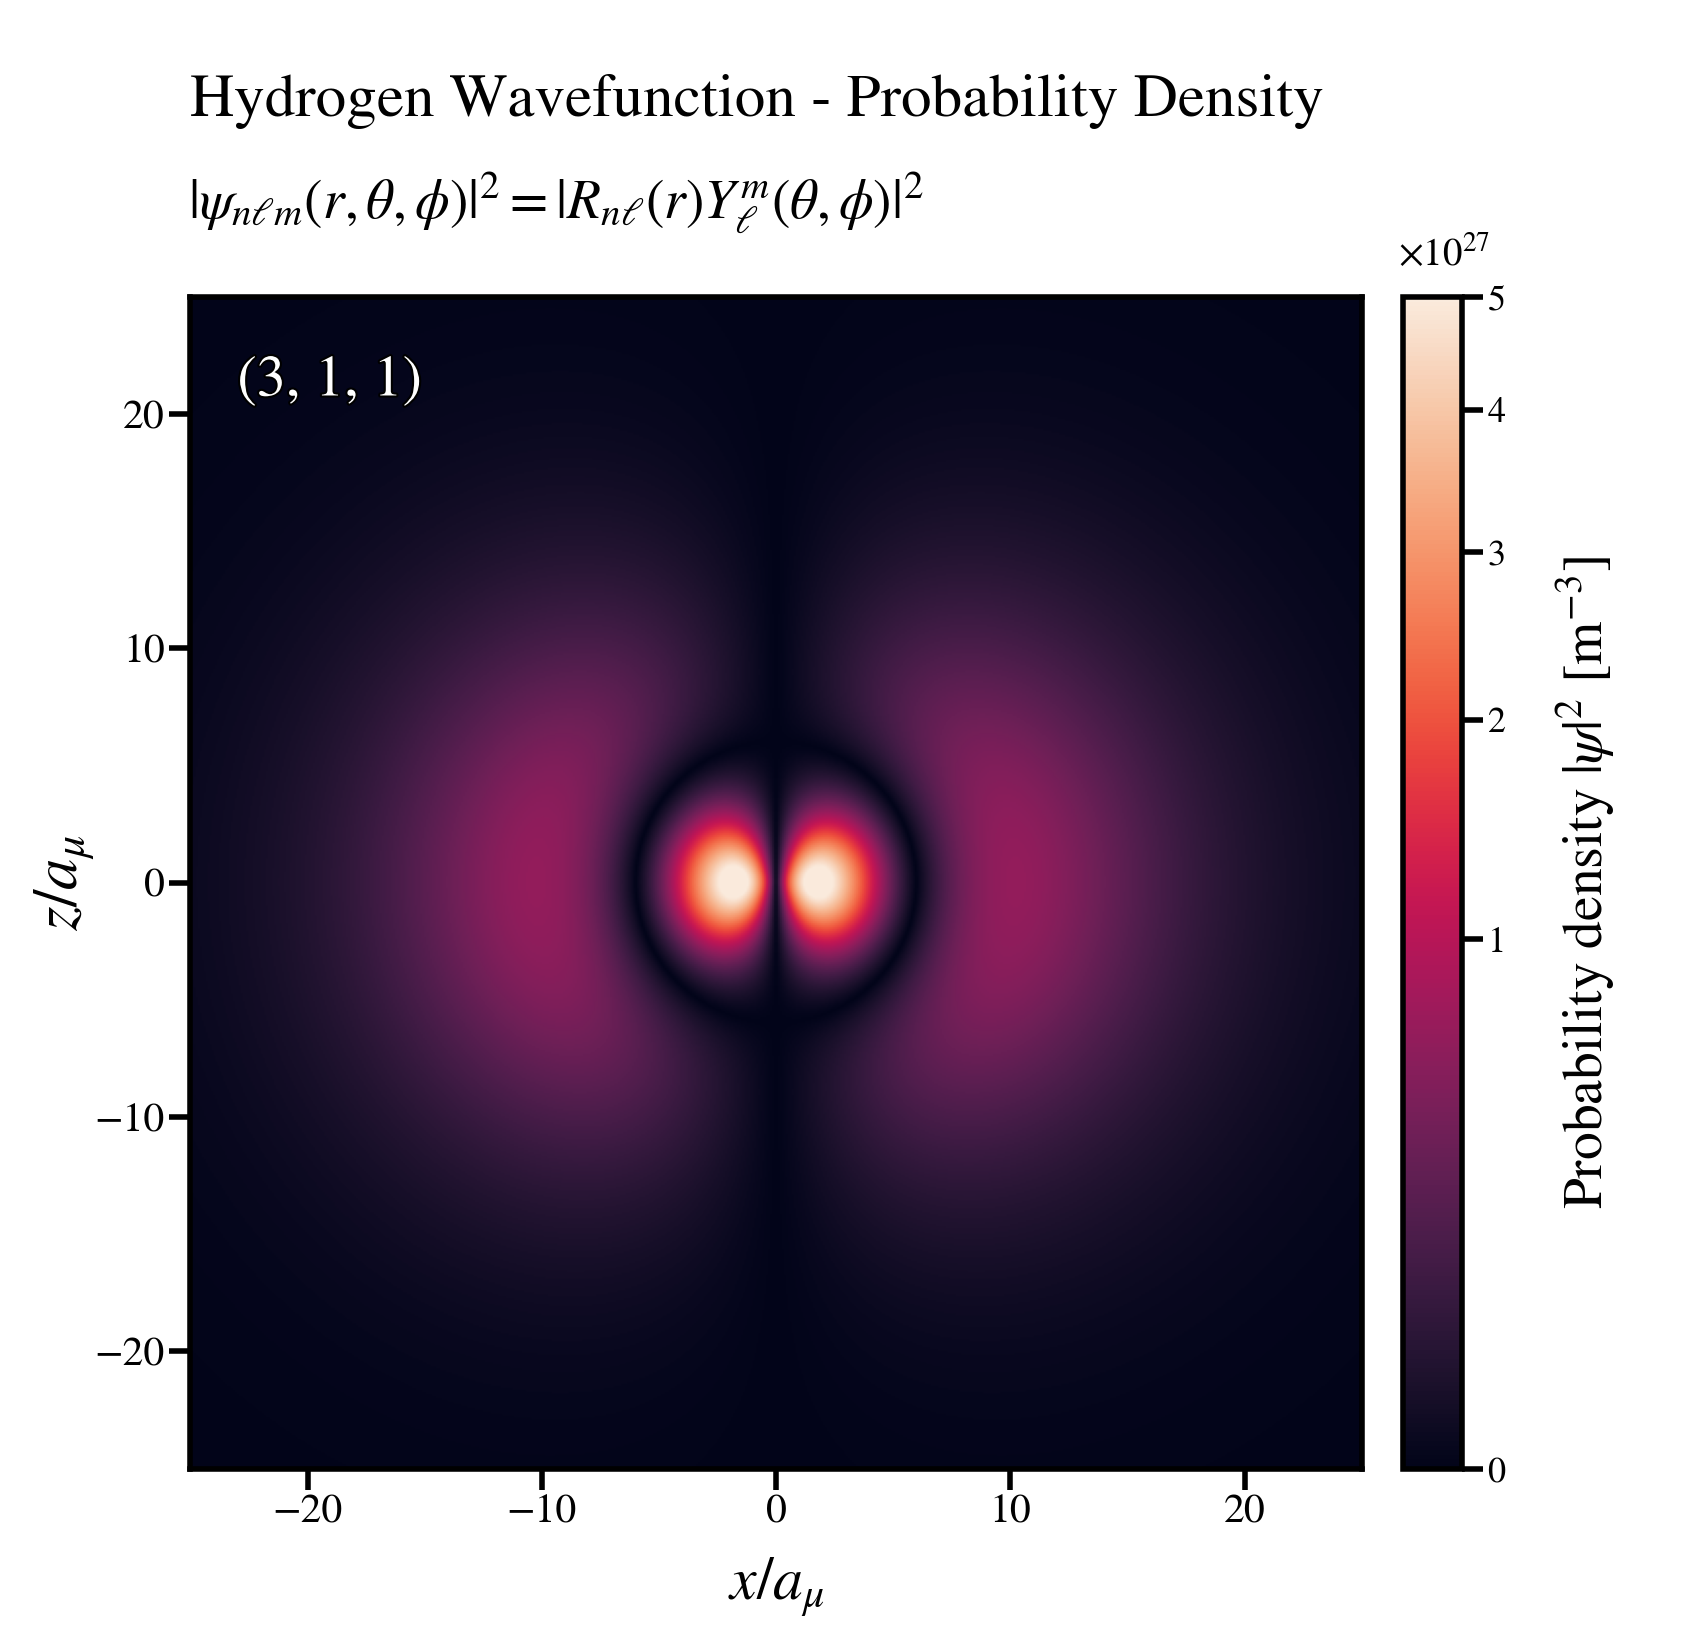 Hydrogen Wavefunction - Probability Density
|ψₙℓₘ(r, θ, ϕ)|² = |Rₙℓ(r)Yℓᵐ(θ, ϕ)|²
×10²⁷
(3, 1, 1)
20
10
0
−10
−20
z/aμ
−20
−10
0
10
20
x/aμ
5
4
3
2
1
0
Probability density |ψ|² [m⁻³]